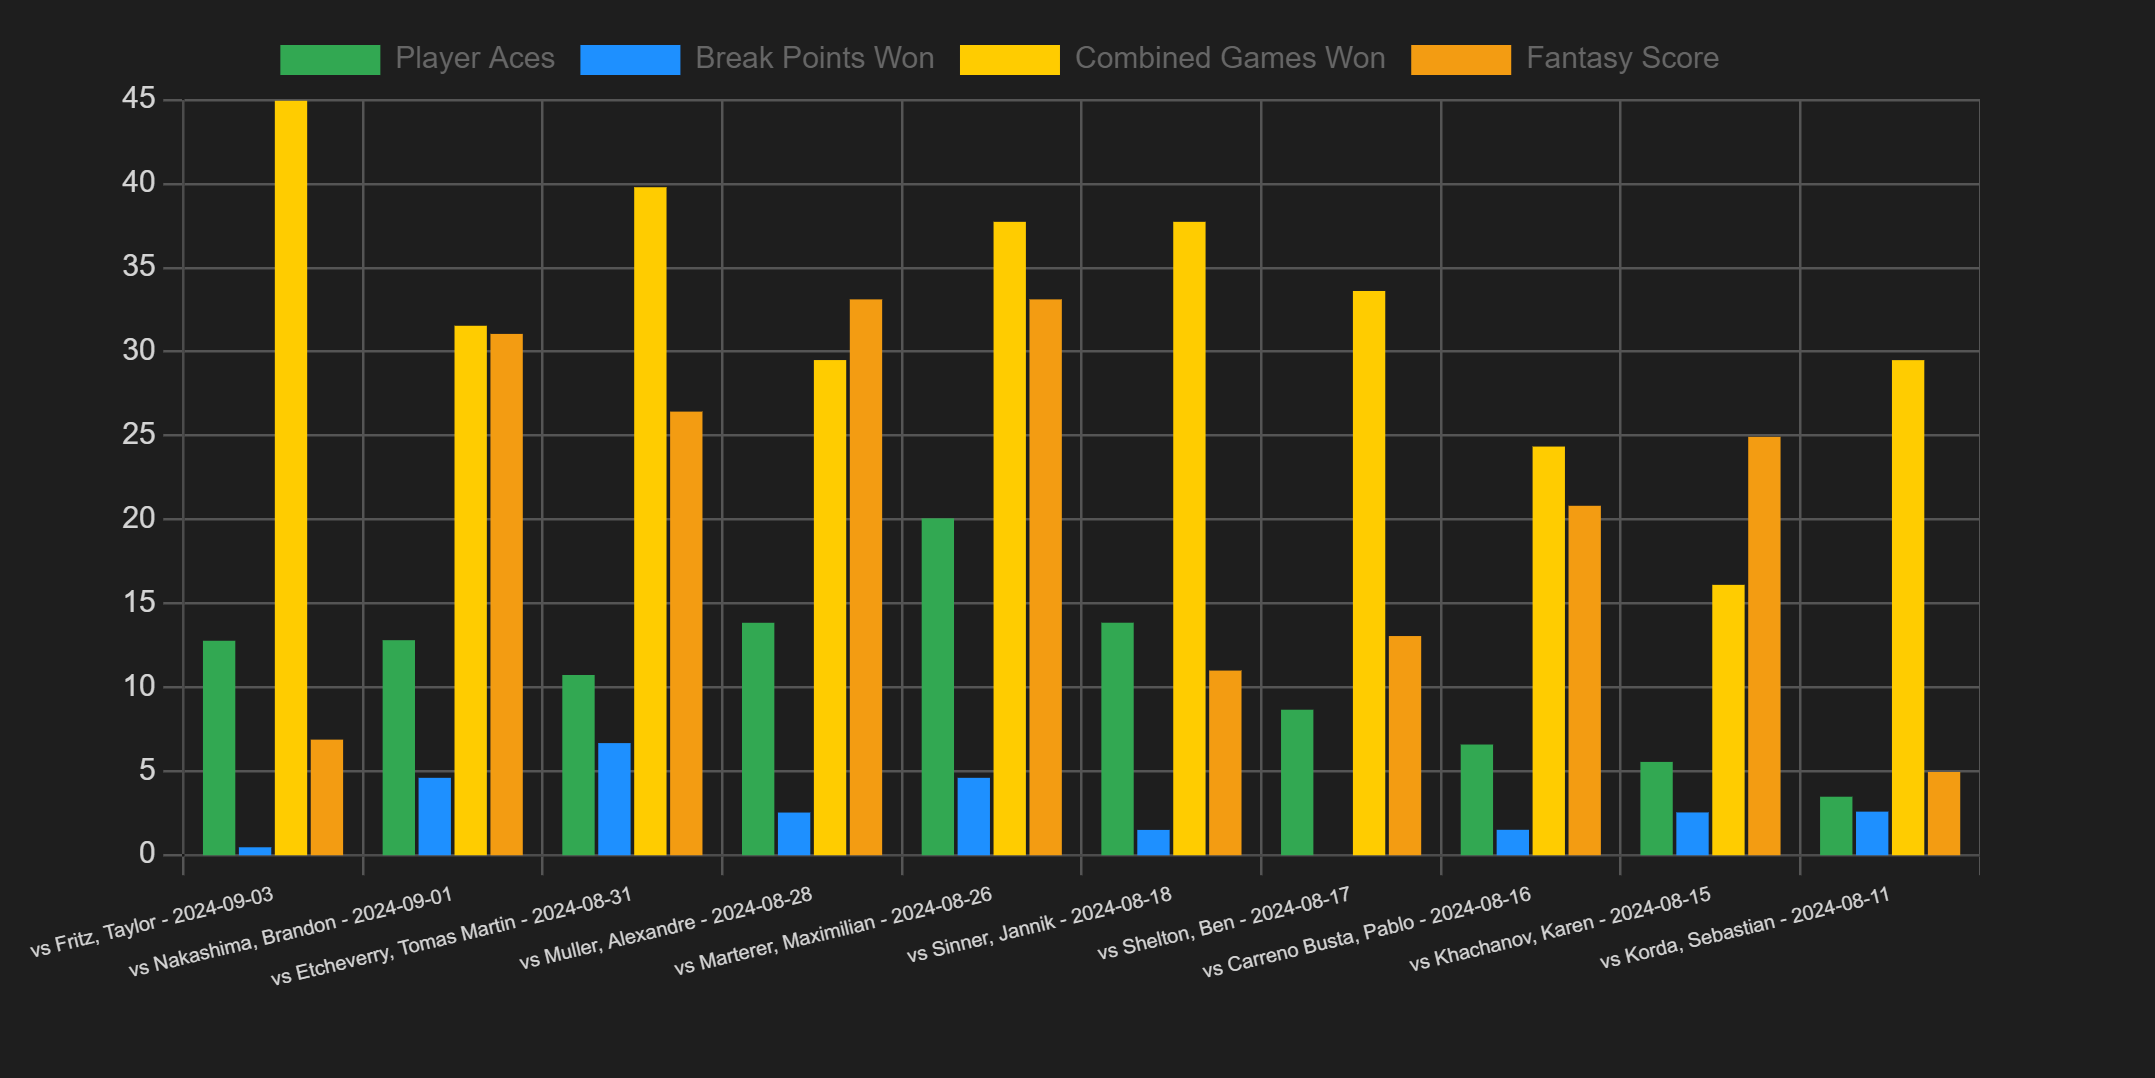 Player Aces Break Points Won Combined Games Won Fantasy Score
45
40
35
30
25
20
15
10
5
0
vs Fritz, Taylor - 2024-09-03
vs Nakashima, Brandon - 2024-09-01
vs Etcheverry, Tomas Martin - 2024-08-31
vs Muller, Alexandre - 2024-08-28
vs Marterer, Maximilian - 2024-08-26
vs Sinner, Jannik - 2024-08-18
vs Shelton, Ben - 2024-08-17
vs Carreno Busta, Pablo - 2024-08-16
vs Khachanov, Karen - 2024-08-15
vs Korda, Sebastian - 2024-08-11